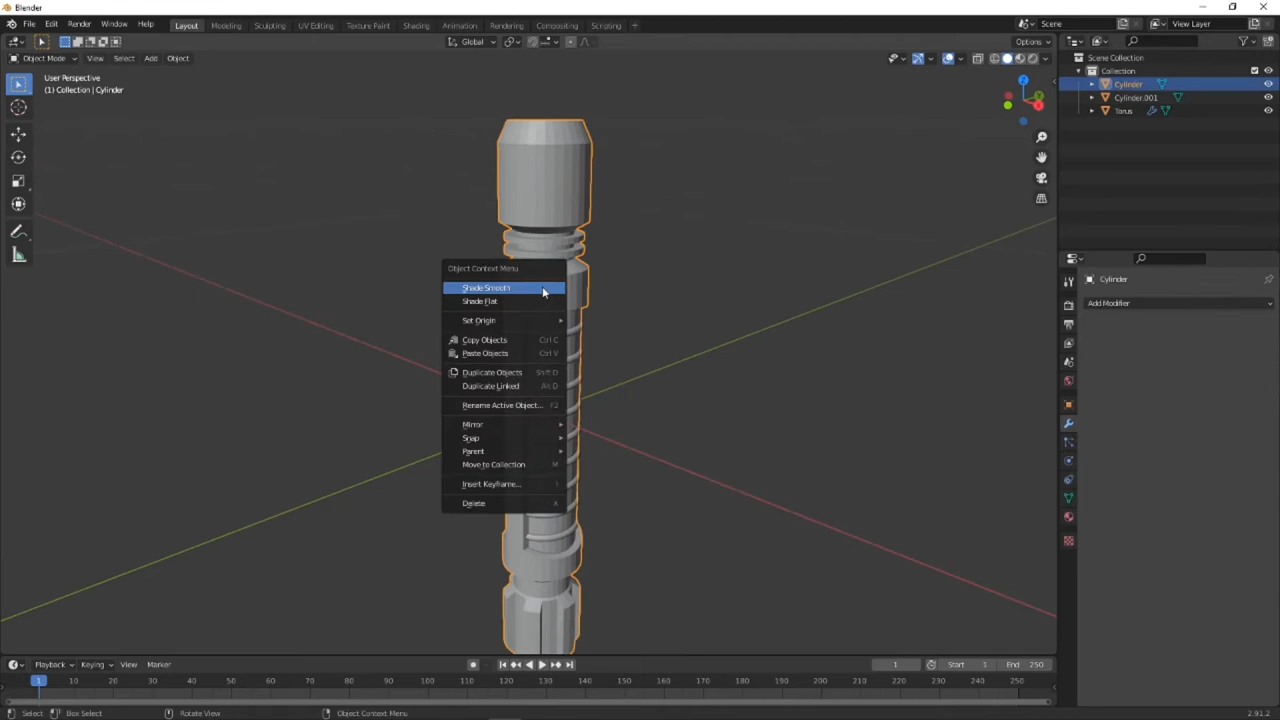 Blender
File Edit Render Window Help
Layout Modeling Sculpting UV Editing Texture Paint Shading Animation Rendering Compositing Scripting +
Scene
View Layer
Global
Options
Object Mode View Select Add Object
User Perspective
(1) Collection | Cylinder
Scene Collection
Collection
Cylinder
Cylinder.001
Torus
Z
Object Context Menu
Shade Smooth
Shade Flat
Set Origin
Copy Objects Ctrl C
Paste Objects Ctrl V
Duplicate Objects Shift D
Duplicate Linked Alt D
Rename Active Object... F2
Mirror
Snap
Parent
Move to Collection M
Insert Keyframe... I
Delete X
Cylinder
Add Modifier
Playback Keying View Marker
1 Start 1 End 250
1 10 20 30 40 50 60 70 80 90 100 110 120 130 140 150 160 170 180 190 200 210 220 230 240 250
Select Box Select Rotate View Object Context Menu 2.91.2